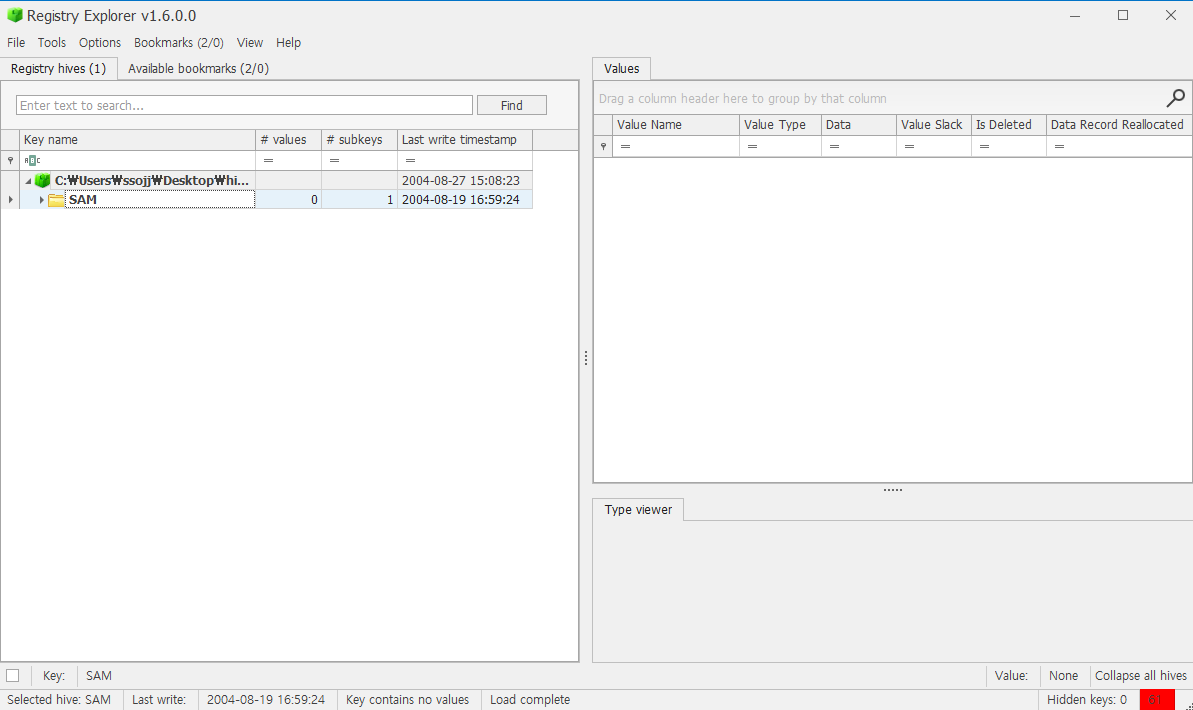 Registry Explorer v1.6.0.0
File Tools Options Bookmarks (2/0) View Help
Registry hives (1) Available bookmarks (2/0)
Values
Enter text to search...
Find
Drag a column header here to group by that column
Key name # values # subkeys Last write timestamp
Value Name Value Type Data Value Slack Is Deleted Data Record Reallocated
ABC = = =
= = = = = =
C:₩Users₩ssojj₩Desktop₩hi... 2004-08-27 15:08:23
SAM 0 1 2004-08-19 16:59:24
Type viewer
Key: SAM
Value: None Collapse all hives
Selected hive: SAM Last write: 2004-08-19 16:59:24 Key contains no values Load complete
Hidden keys: 0